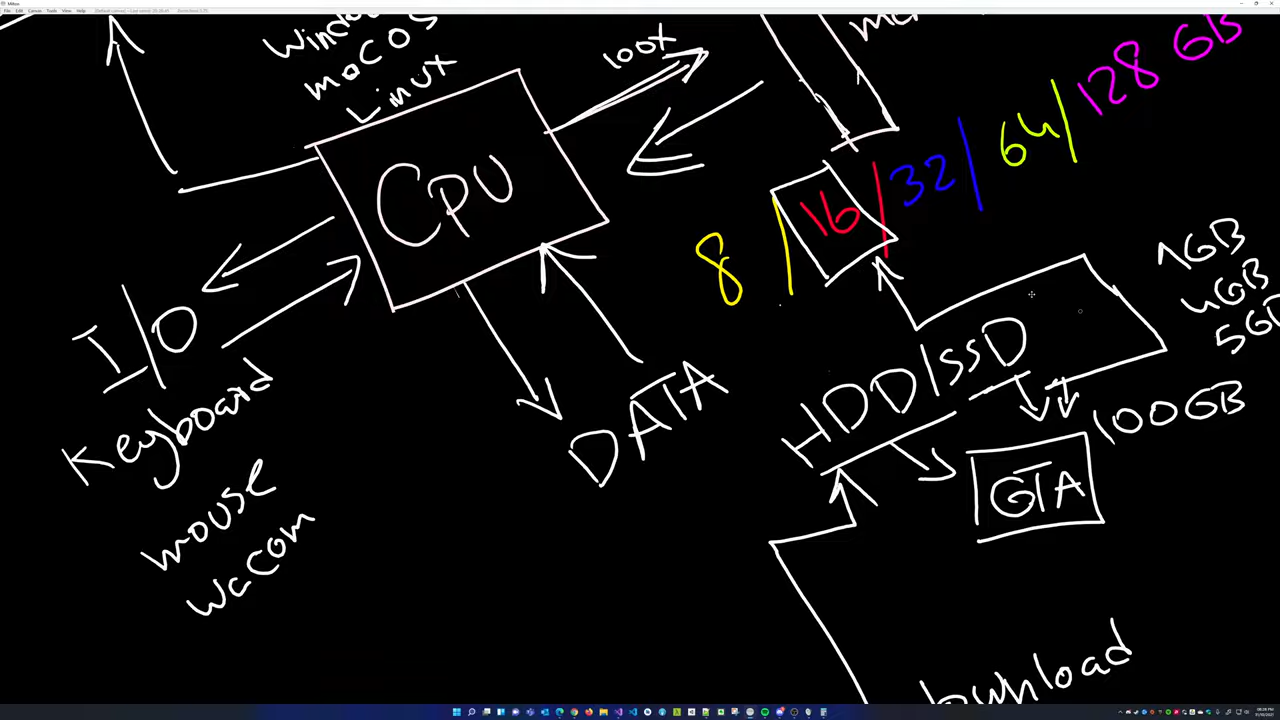 Windo
macOS
Linux
100x
CPU
8 / 16 / 32 / 64 / 128 GB
I/O
Keyboard
mouse
wacom
DATA
HDD/SSD
1GB
4GB
5GB
100GB
GTA